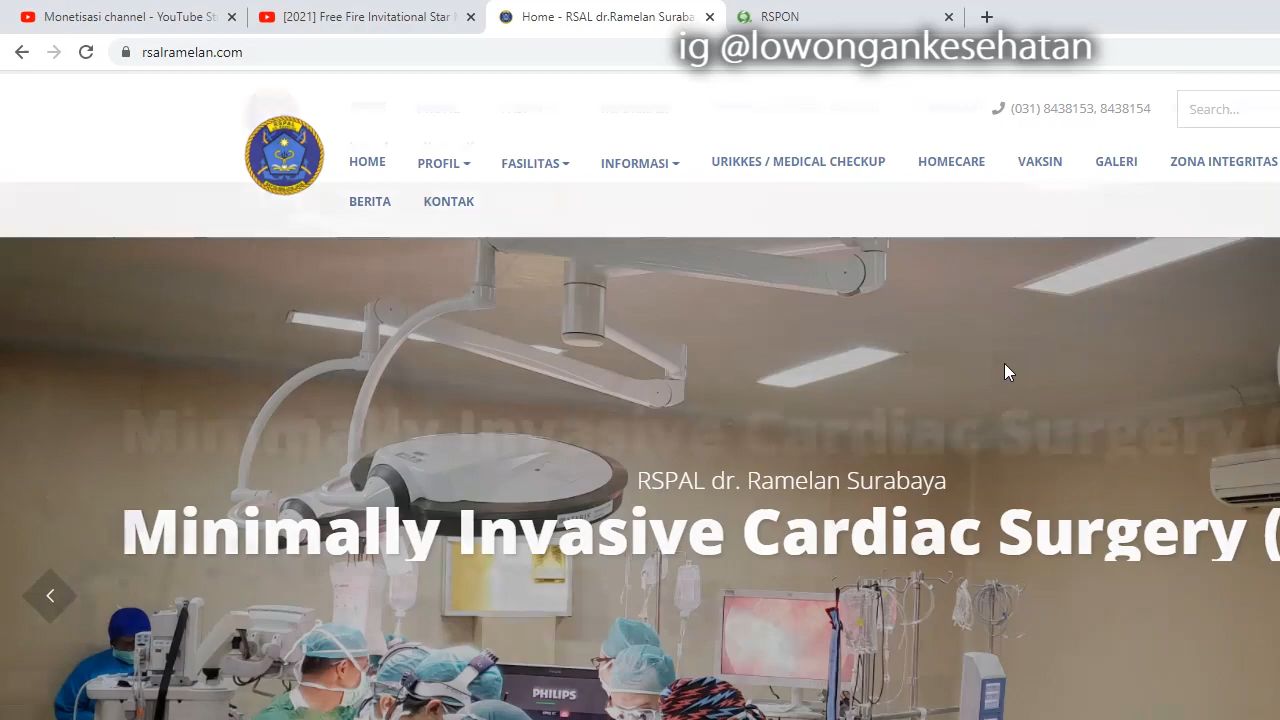 Monetisasi channel - YouTube St
[2021] Free Fire Invitational Star
Home - RSAL dr.Ramelan Suraba
RSPON
rsalramelan.com
ig @lowongankesehatan
(031) 8438153, 8438154
Search...
HOME
PROFIL
FASILITAS
INFORMASI
URIKKES / MEDICAL CHECKUP
HOMECARE
VAKSIN
GALERI
ZONA INTEGRITAS
BERITA
KONTAK
RSPAL dr. Ramelan Surabaya
Minimally Invasive Cardiac Surgery (
PHILIPS